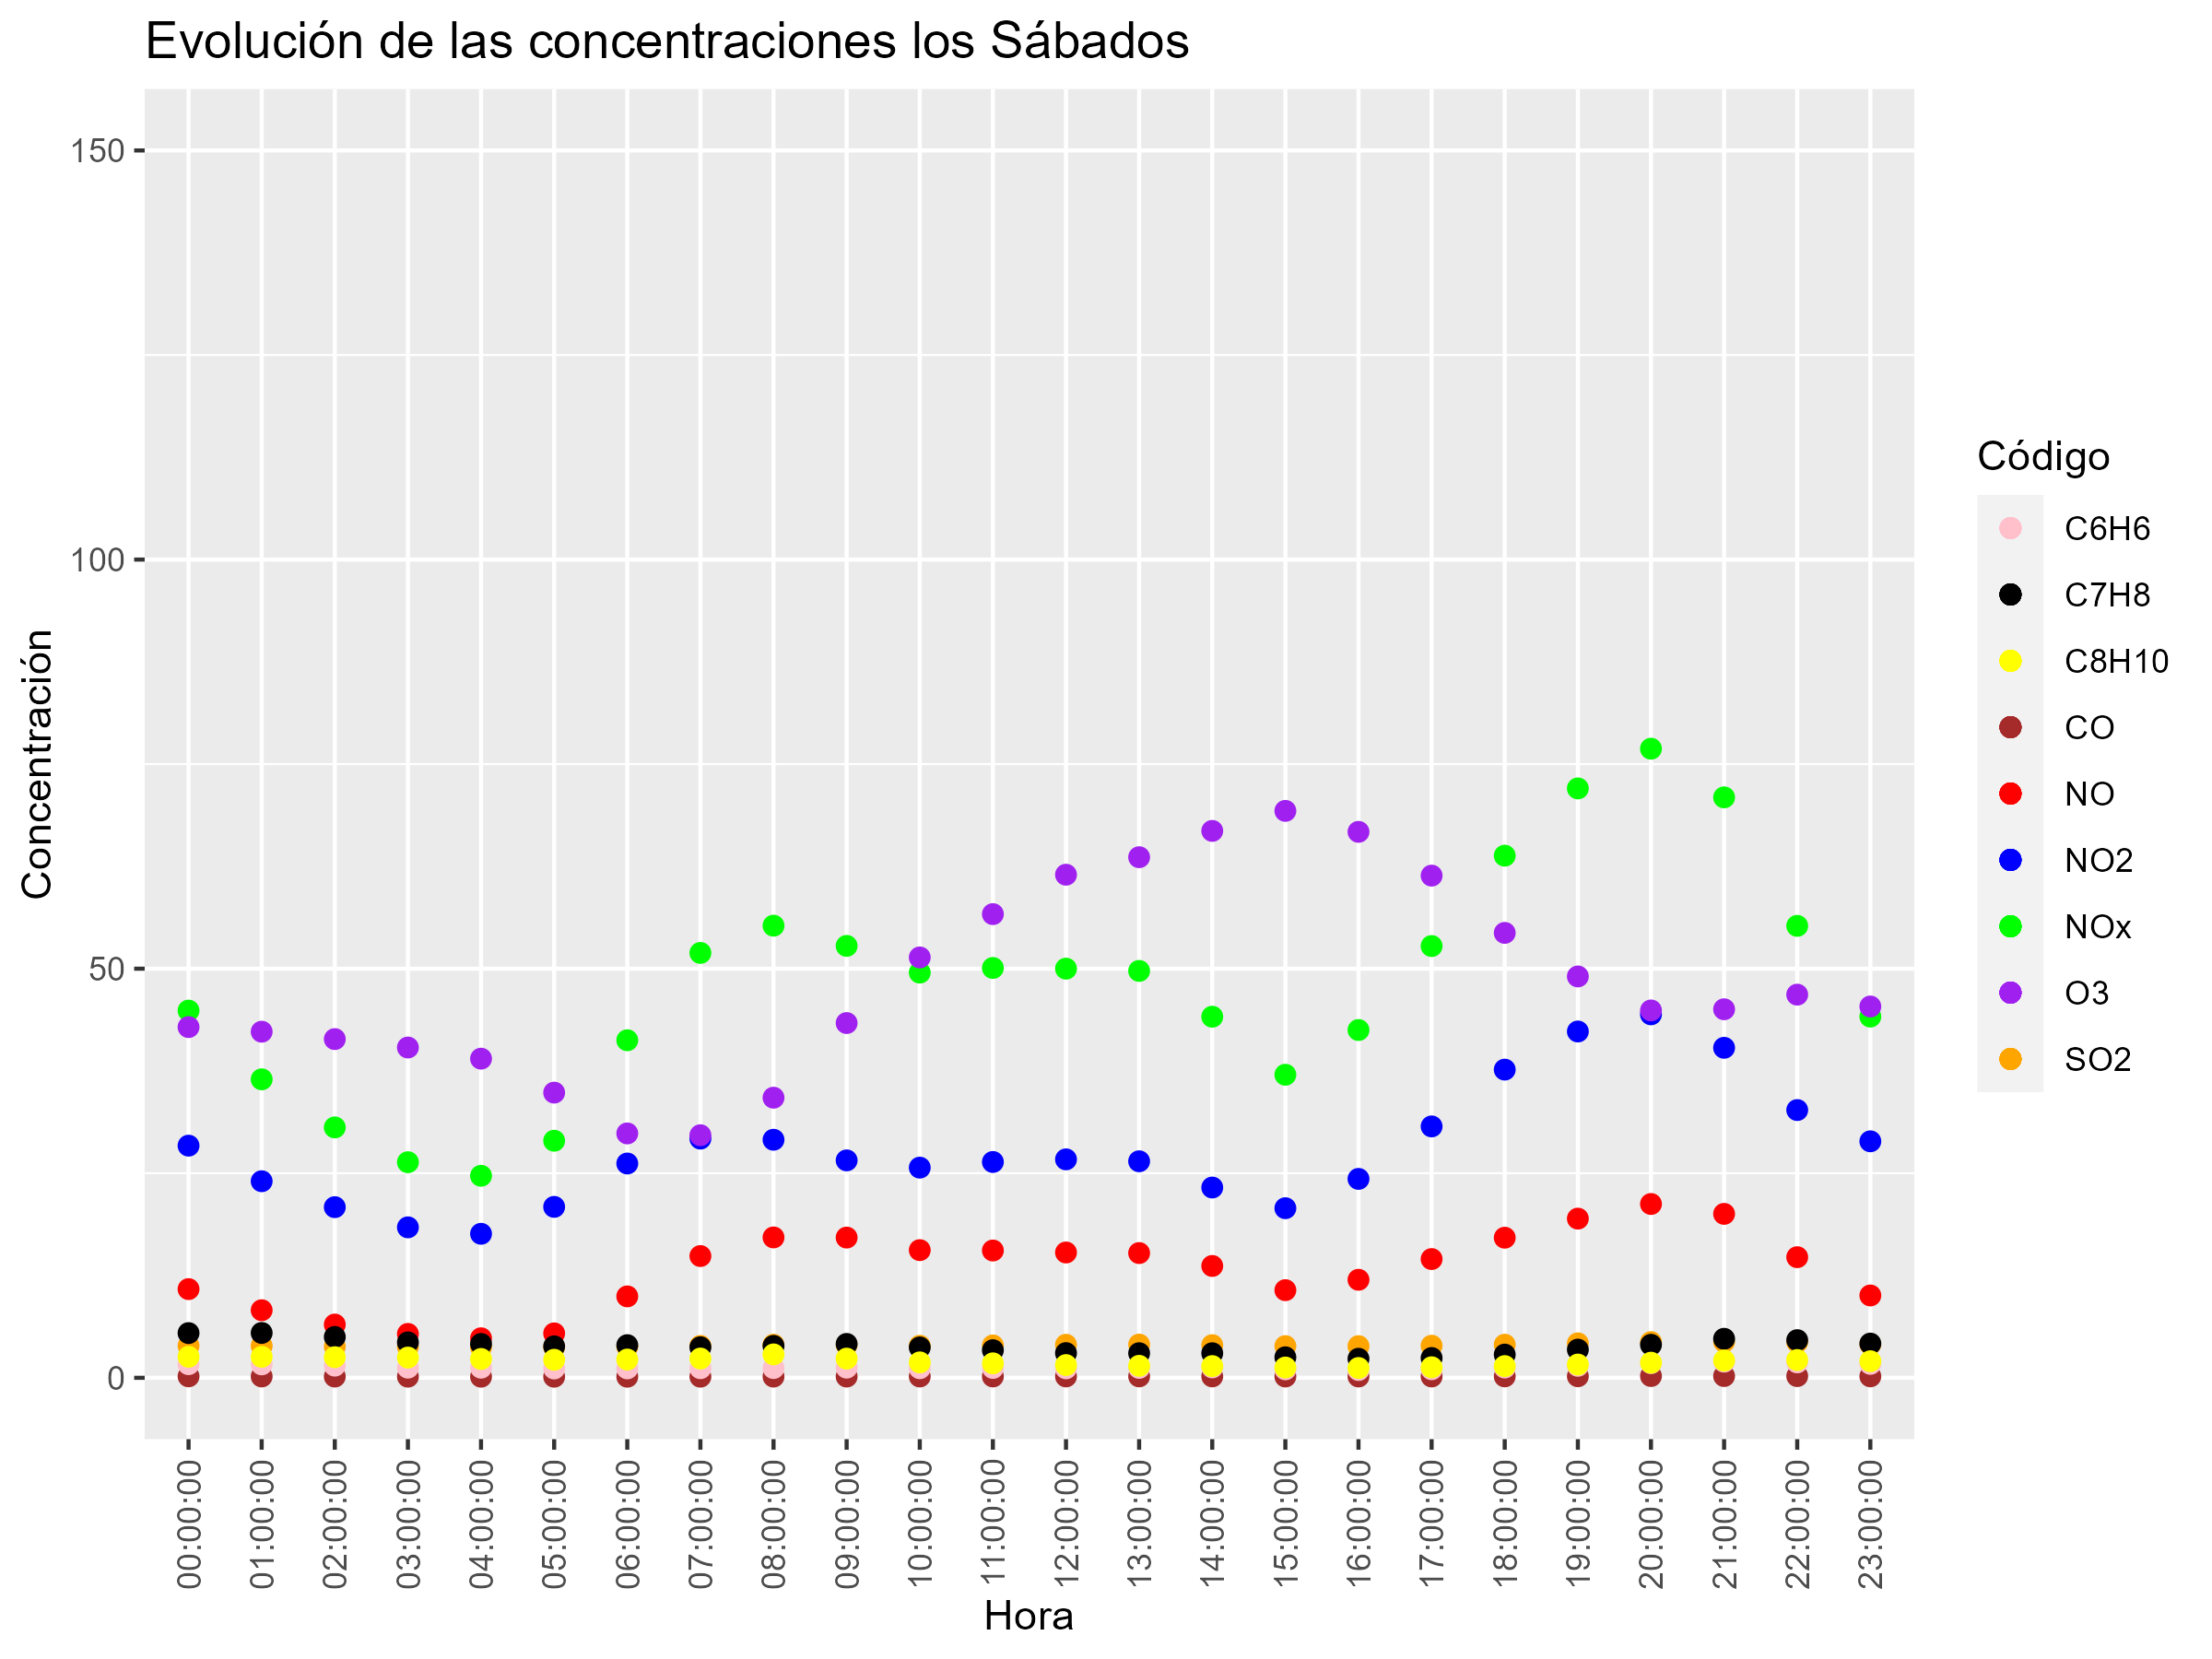 Evolución de las concentraciones los Sábados
Concentración
150
100
50
0
00:00:00
01:00:00
02:00:00
03:00:00
04:00:00
05:00:00
06:00:00
07:00:00
08:00:00
09:00:00
10:00:00
11:00:00
12:00:00
13:00:00
14:00:00
15:00:00
16:00:00
17:00:00
18:00:00
19:00:00
20:00:00
21:00:00
22:00:00
23:00:00
Hora
Código
C6H6
C7H8
C8H10
CO
NO
NO2
NOx
O3
SO2